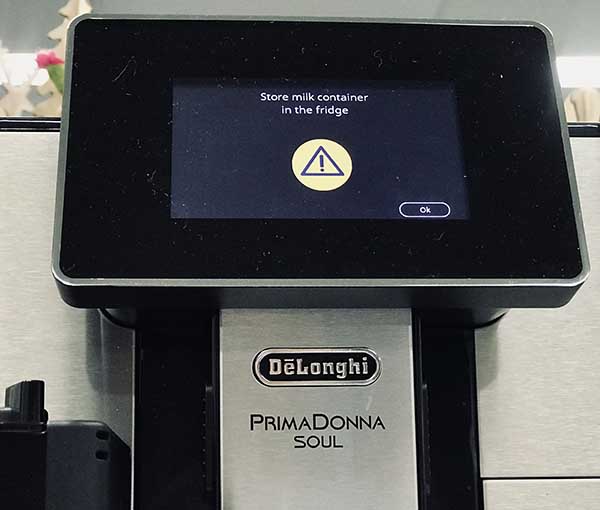 Store milk container
in the fridge
Ok
DēLonghi
PRIMADONNA
SOUL